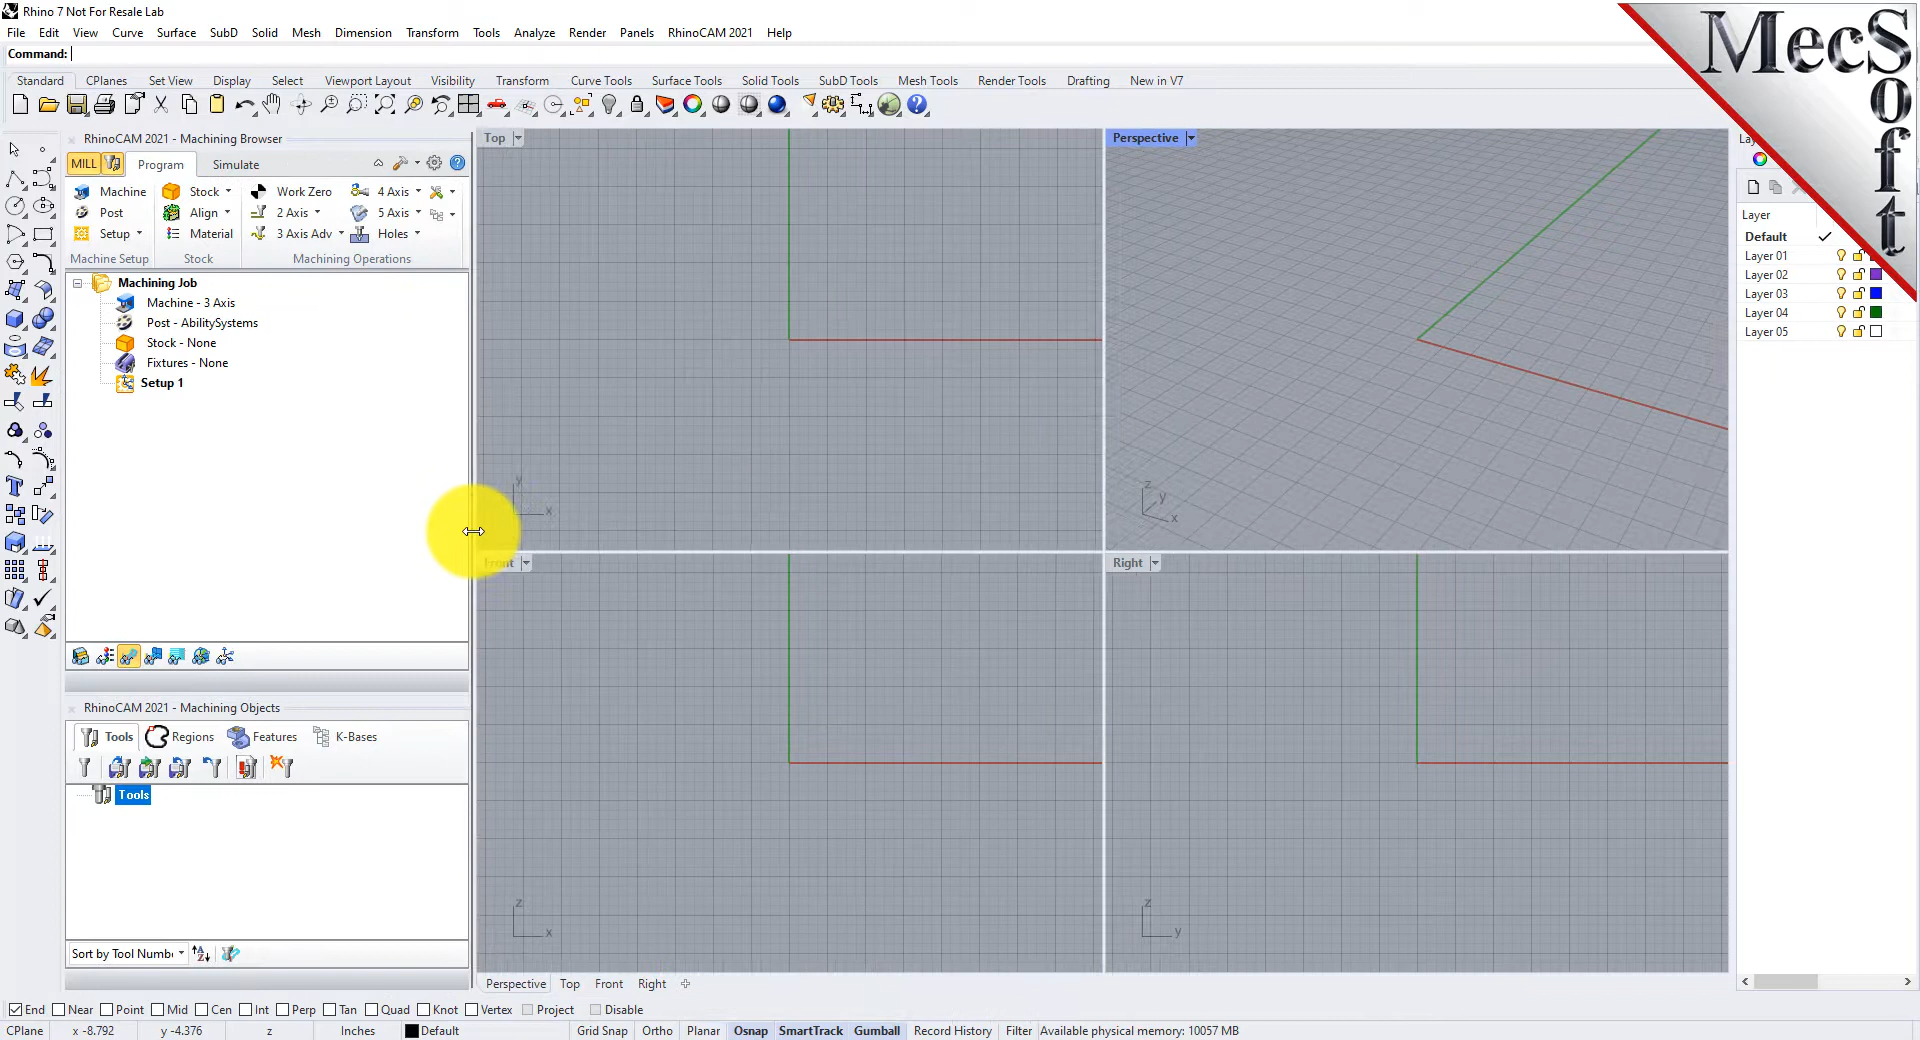 Rhino 7 Not For Resale Lab
File Edit View Curve Surface SubD Solid Mesh Dimension Transform Tools Analyze Render Panels RhinoCAM 2021 Help
Command:
Standard CPlanes Set View Display Select Viewport Layout Visibility Transform Curve Tools Surface Tools Solid Tools SubD Tools Mesh Tools Render Tools Drafting New in V7
MecSoft
RhinoCAM 2021 - Machining Browser
MILL Program Simulate
Machine Stock Work Zero 4 Axis
Post Align 2 Axis 5 Axis
Setup Material 3 Axis Adv Holes
Machine Setup Stock Machining Operations
Machining Job
Machine - 3 Axis
Post - AbilitySystems
Stock - None
Fixtures - None
Setup 1
RhinoCAM 2021 - Machining Objects
Tools Regions Features K-Bases
Tools
Sort by Tool Numb
Top
y
x
Perspective
z
y
x
Front
z
x
Right
z
y
Layer
Default
Layer 01
Layer 02
Layer 03
Layer 04
Layer 05
Perspective Top Front Right
End Near Point Mid Cen Int Perp Tan Quad Knot Vertex Project Disable
CPlane x -8.792 y -4.376 z Inches Default Grid Snap Ortho Planar Osnap SmartTrack Gumball Record History Filter Available physical memory: 10057 MB